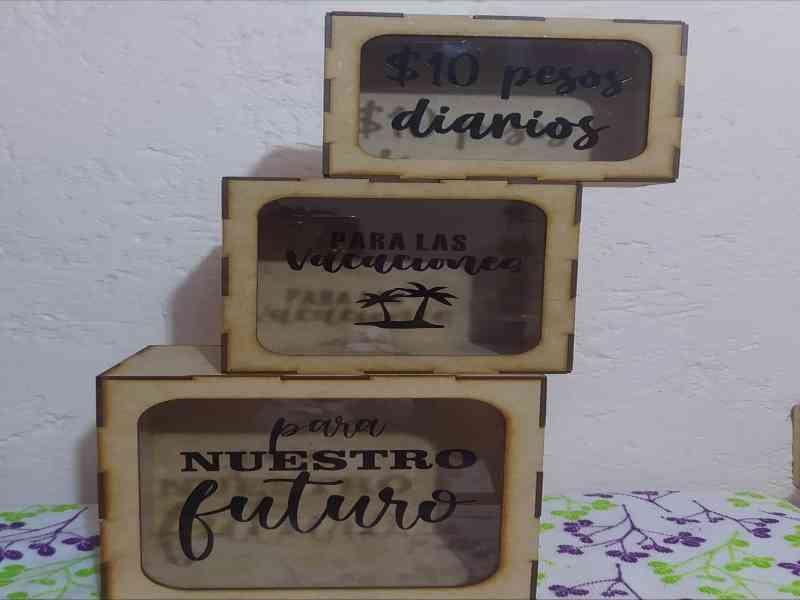 $10 pesos
diarios
PARA LAS
vacaciones
para
NUESTRO
futuro